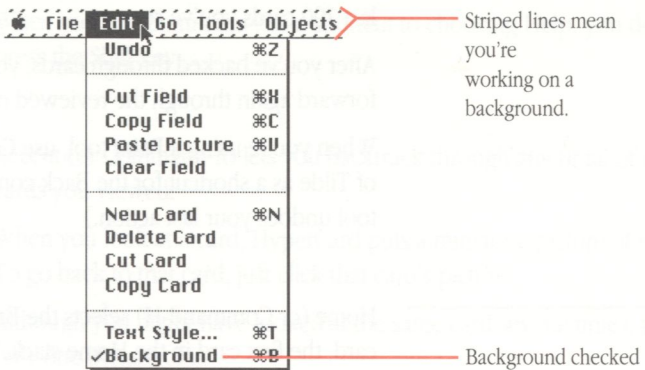 File Edit Tools Objects
Undo ⌘Z
Cut Field ⌘X
Copy Field ⌘C
Paste Picture ⌘V
Clear Field
New Card ⌘N
Delete Card
Cut Card
Copy Card
Text Style... ⌘T
✓Background ⌘B
Striped lines mean
you're
working on a
background.
Background checked